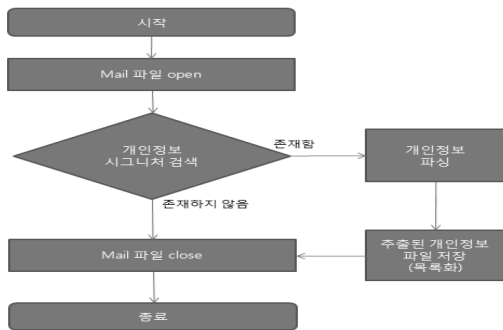 시작
Mail 파일 open
개인정보
시그니처 검색
존재함
개인정보
파싱
존재하지 않음
Mail 파일 close
추출된 개인정보
파일 저장
(목록화)
종료